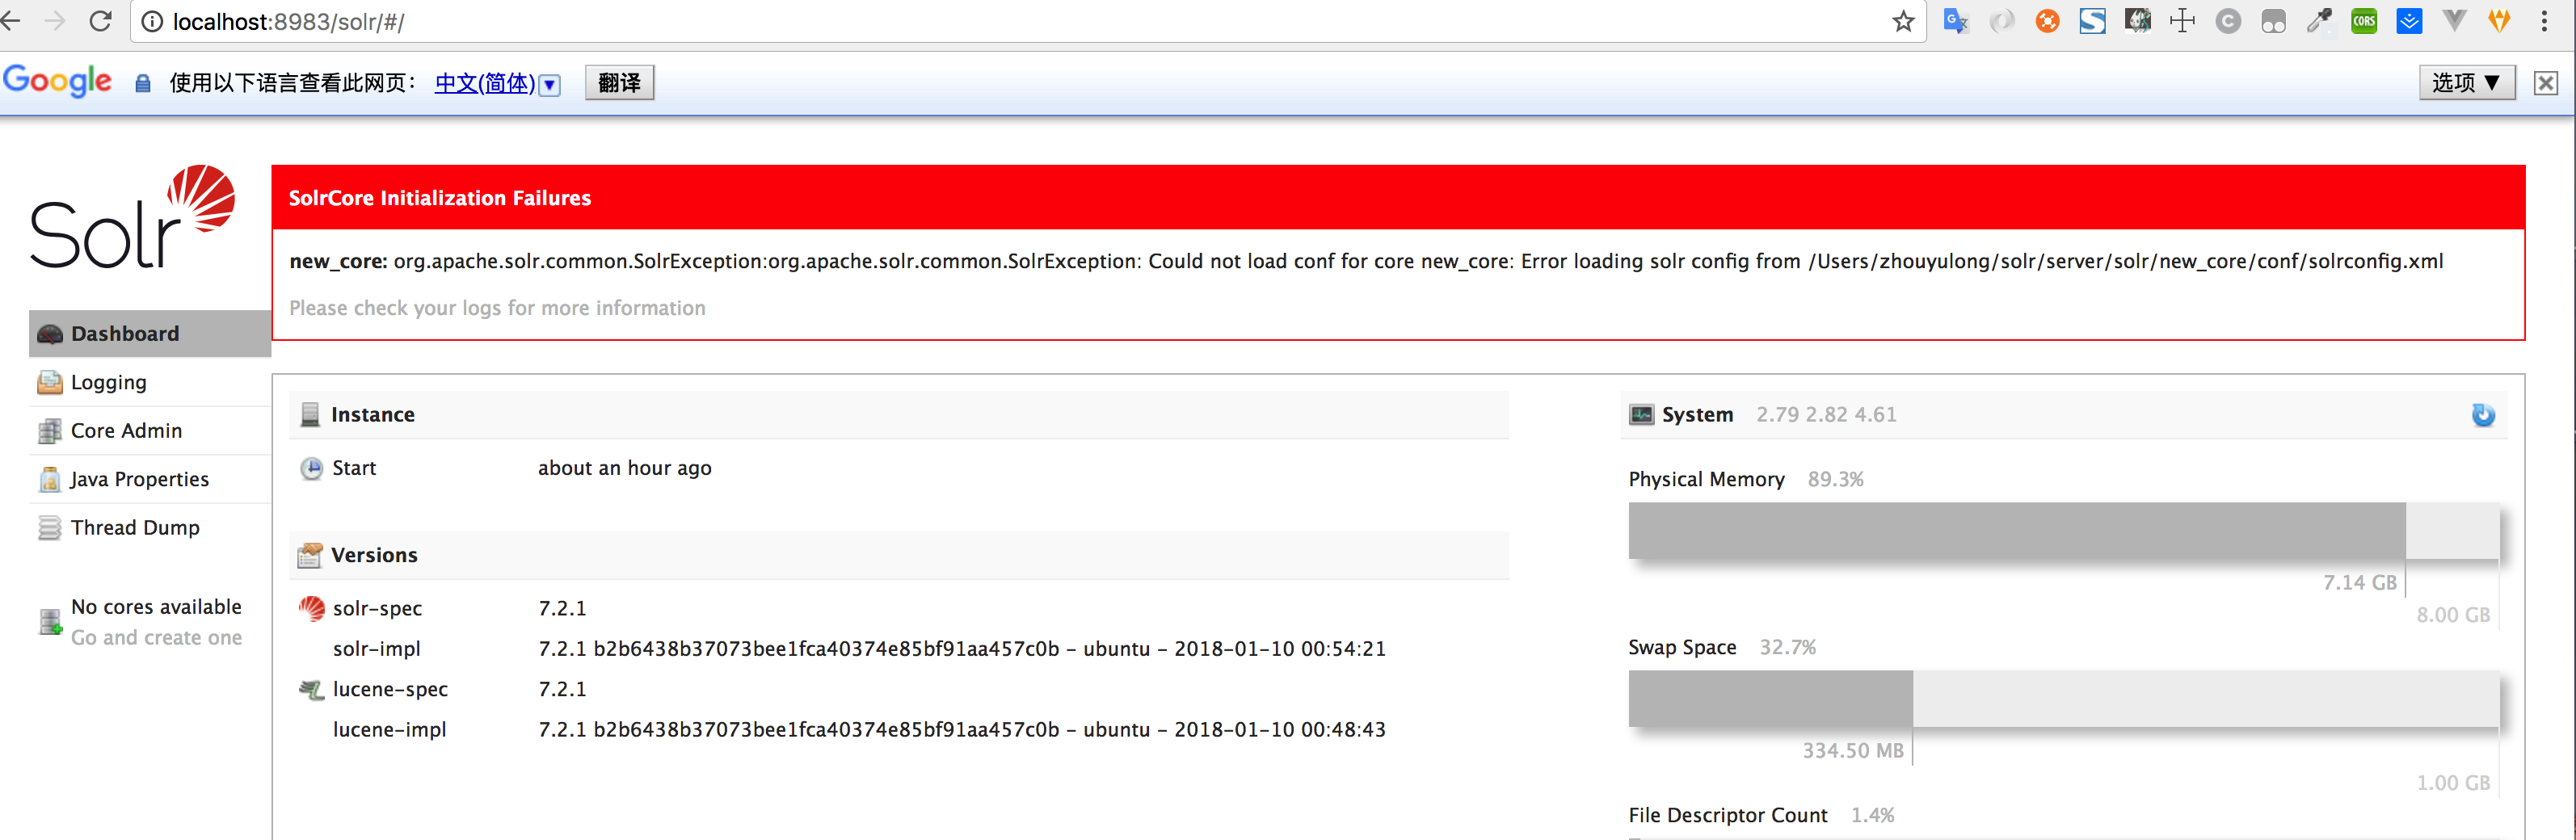 localhost:8983/solr/#/
Google 使用以下语言查看此网页： 中文(简体) 翻译 选项 ▼
Solr
SolrCore Initialization Failures
new_core: org.apache.solr.common.SolrException:org.apache.solr.common.SolrException: Could not load conf for core new_core: Error loading solr config from /Users/zhouyulong/solr/server/solr/new_core/conf/solrconfig.xml
Please check your logs for more information
Dashboard
Logging
Core Admin
Java Properties
Thread Dump
No cores available
Go and create one
Instance
Start about an hour ago
Versions
solr-spec 7.2.1
solr-impl 7.2.1 b2b6438b37073bee1fca40374e85bf91aa457c0b - ubuntu - 2018-01-10 00:54:21
lucene-spec 7.2.1
lucene-impl 7.2.1 b2b6438b37073bee1fca40374e85bf91aa457c0b - ubuntu - 2018-01-10 00:48:43
System 2.79 2.82 4.61
Physical Memory 89.3%
7.14 GB
8.00 GB
Swap Space 32.7%
334.50 MB
1.00 GB
File Descriptor Count 1.4%